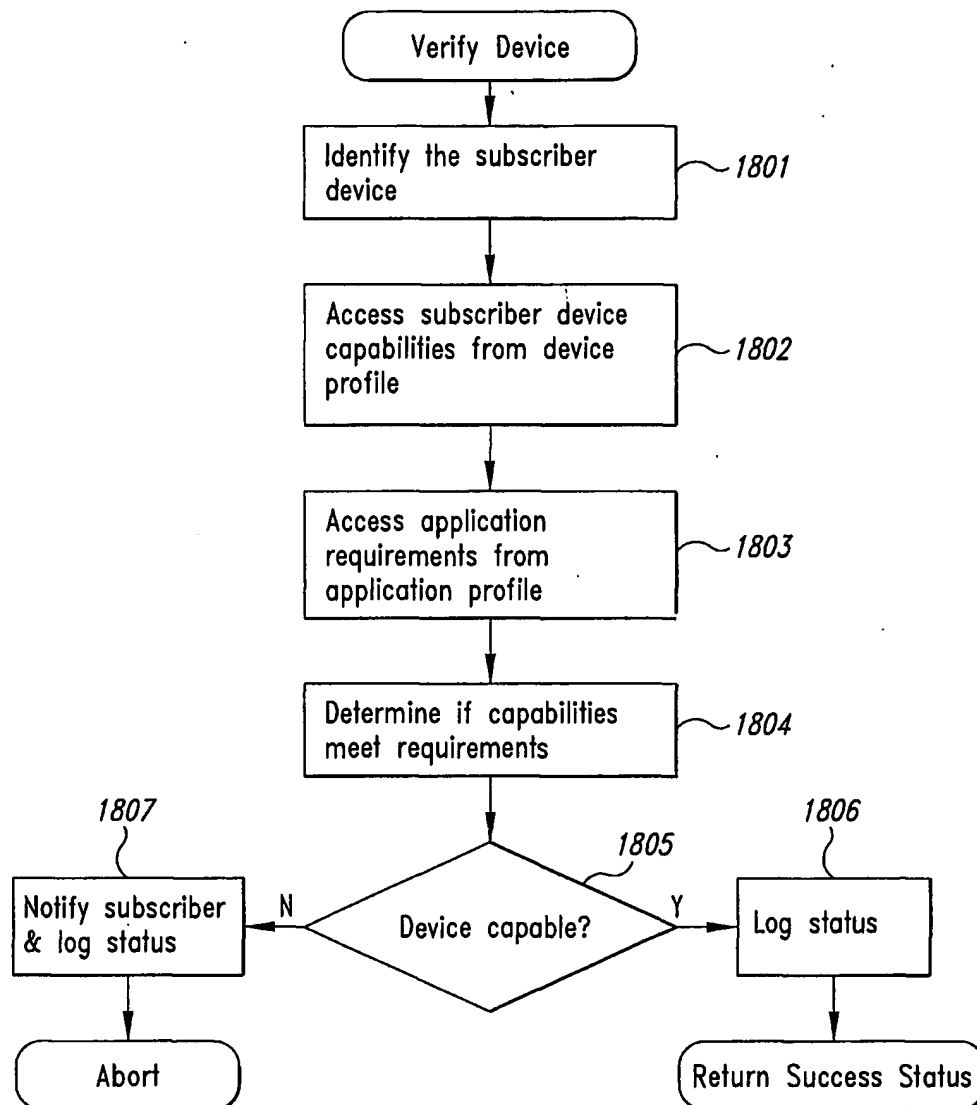 Verify Device
Identify the subscriber
device
1801
Access subscriber device
capabilities from device
profile
1802
Access application
requirements from
application profile
1803
Determine if capabilities
meet requirements
1804
1807
1805
1806
Notify subscriber
& log status
N
Device capable?
Y
Log status
Abort
Return Success Status